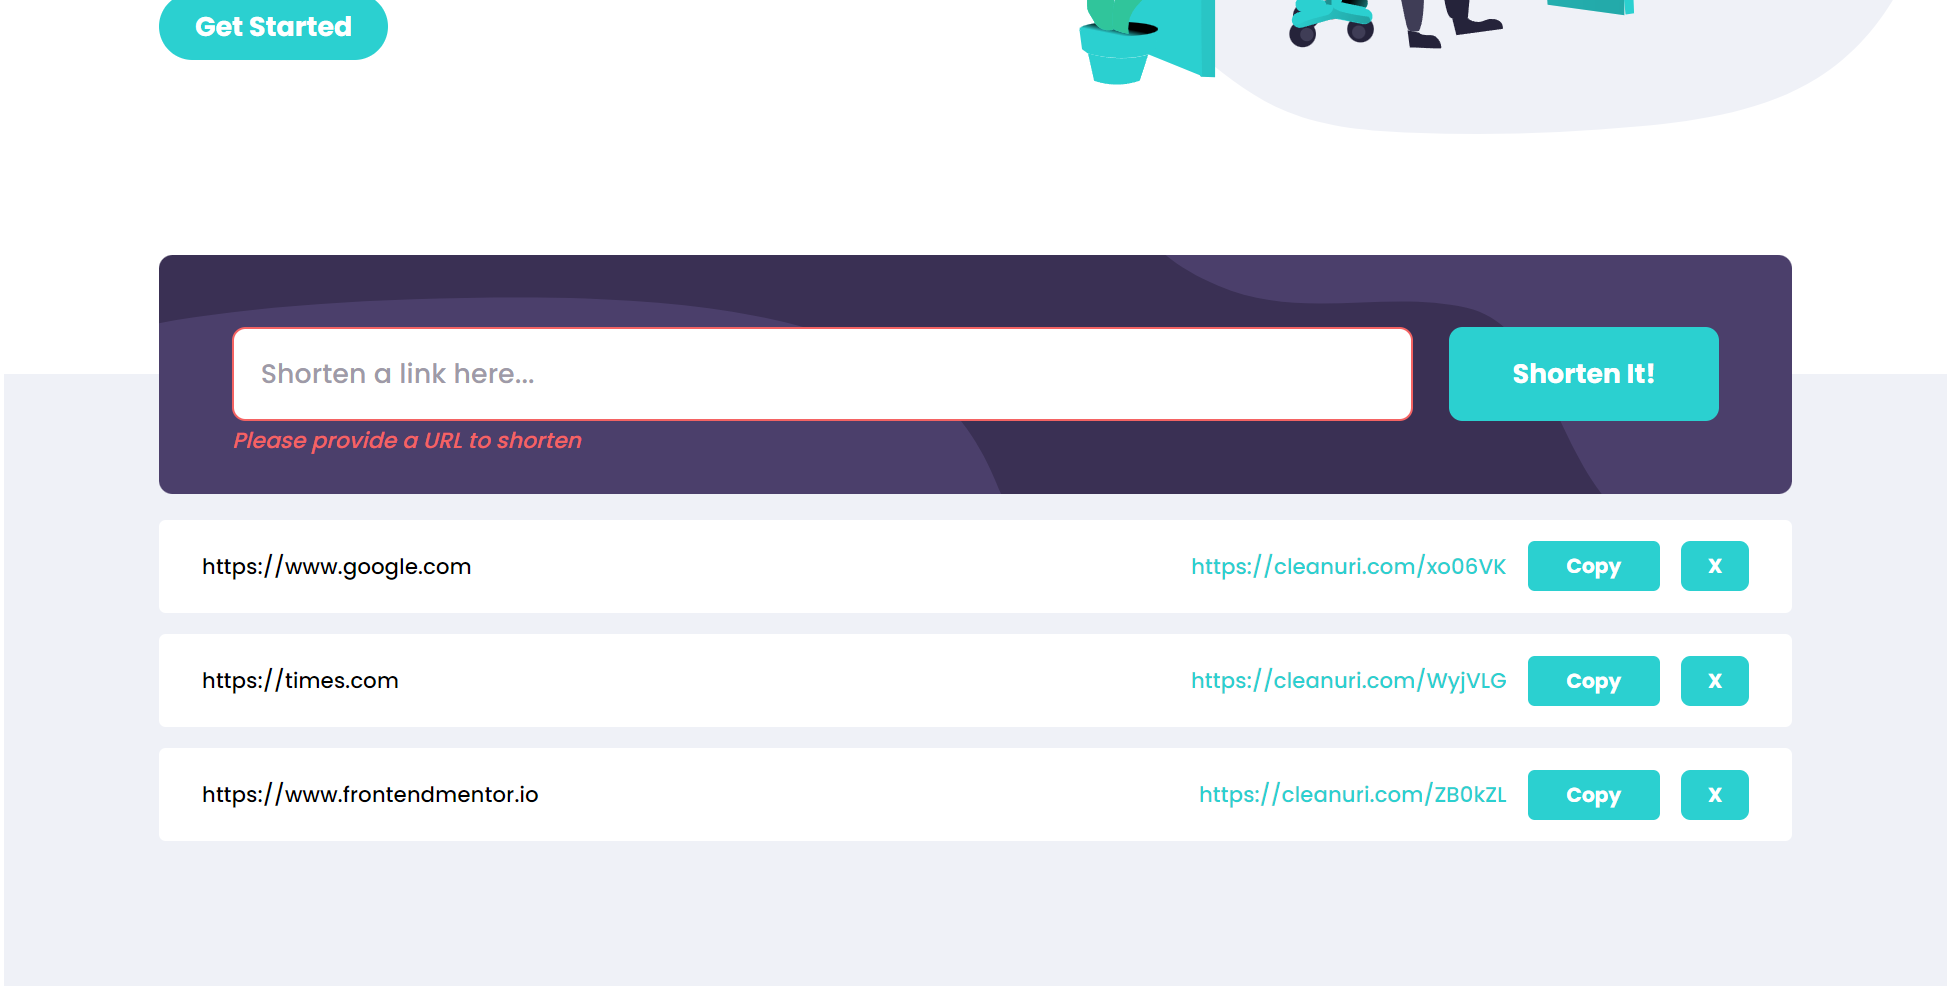 Get Started
Shorten a link here...
Shorten It!
Please provide a URL to shorten
https://www.google.com https://cleanuri.com/xo06VK Copy X
https://times.com https://cleanuri.com/WyjVLG Copy X
https://www.frontendmentor.io https://cleanuri.com/ZB0kZL Copy X